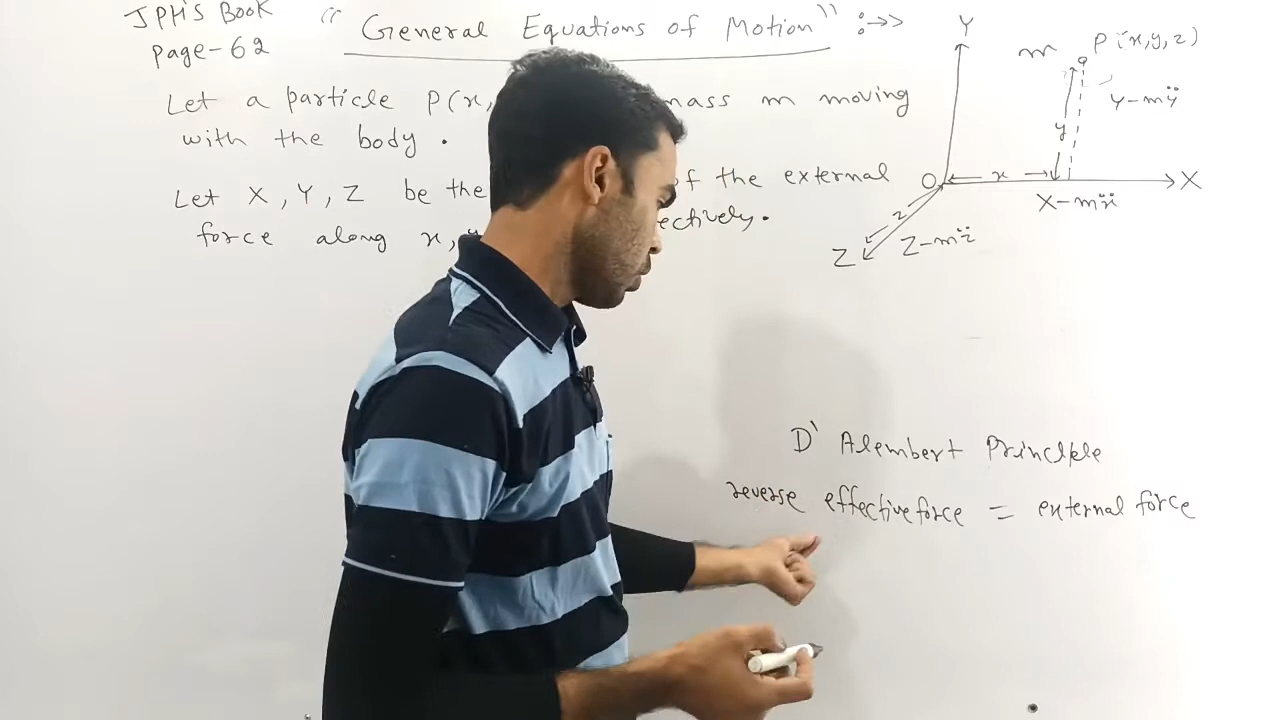 JPH'S BOOK
Page-62
"General Equations of Motion" :->>
Let a particle P(x, mass m moving
with the body.
Let X, Y, Z be the of the external
force along x, ectively.
Y
m P(x,y,z)
Y-mÿ
y
O x X
X-mẍ
z
Z Z-mz̈
D' Alembert Principle
reverse effective force = external force